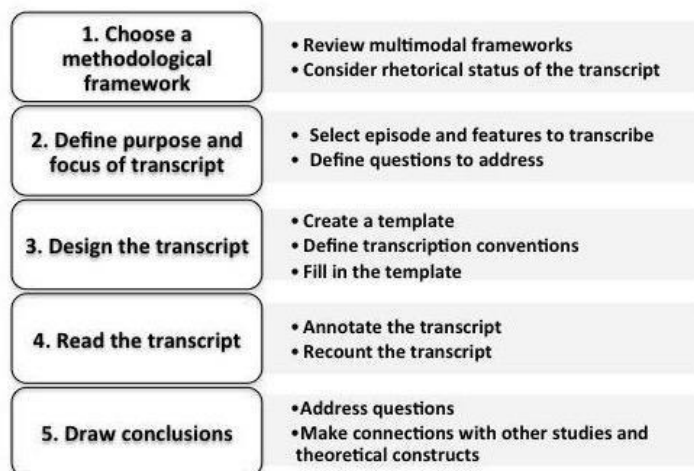 1. Choose a
methodological
framework
• Review multimodal frameworks
• Consider rhetorical status of the transcript
2. Define purpose and
focus of transcript
• Select episode and features to transcribe
• Define questions to address
3. Design the transcript
• Create a template
• Define transcription conventions
• Fill in the template
4. Read the transcript
• Annotate the transcript
• Recount the transcript
5. Draw conclusions
•Address questions
•Make connections with other studies and
theoretical constructs